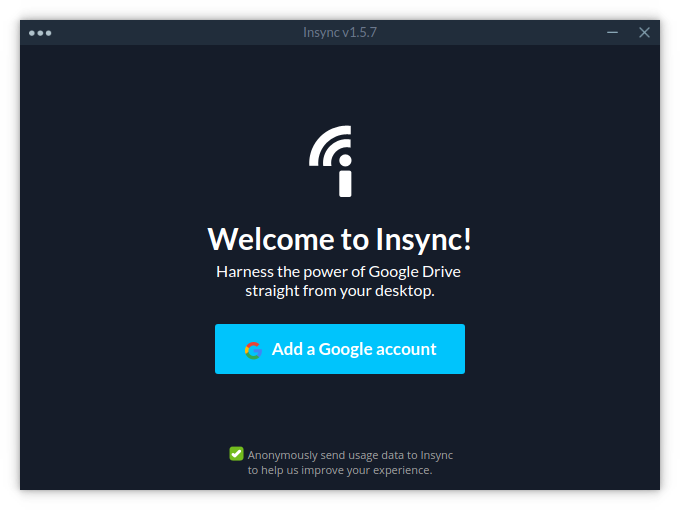 Insync v1.5.7
Welcome to Insync!
Harness the power of Google Drive
straight from your desktop.
Add a Google account
Anonymously send usage data to Insync
to help us improve your experience.